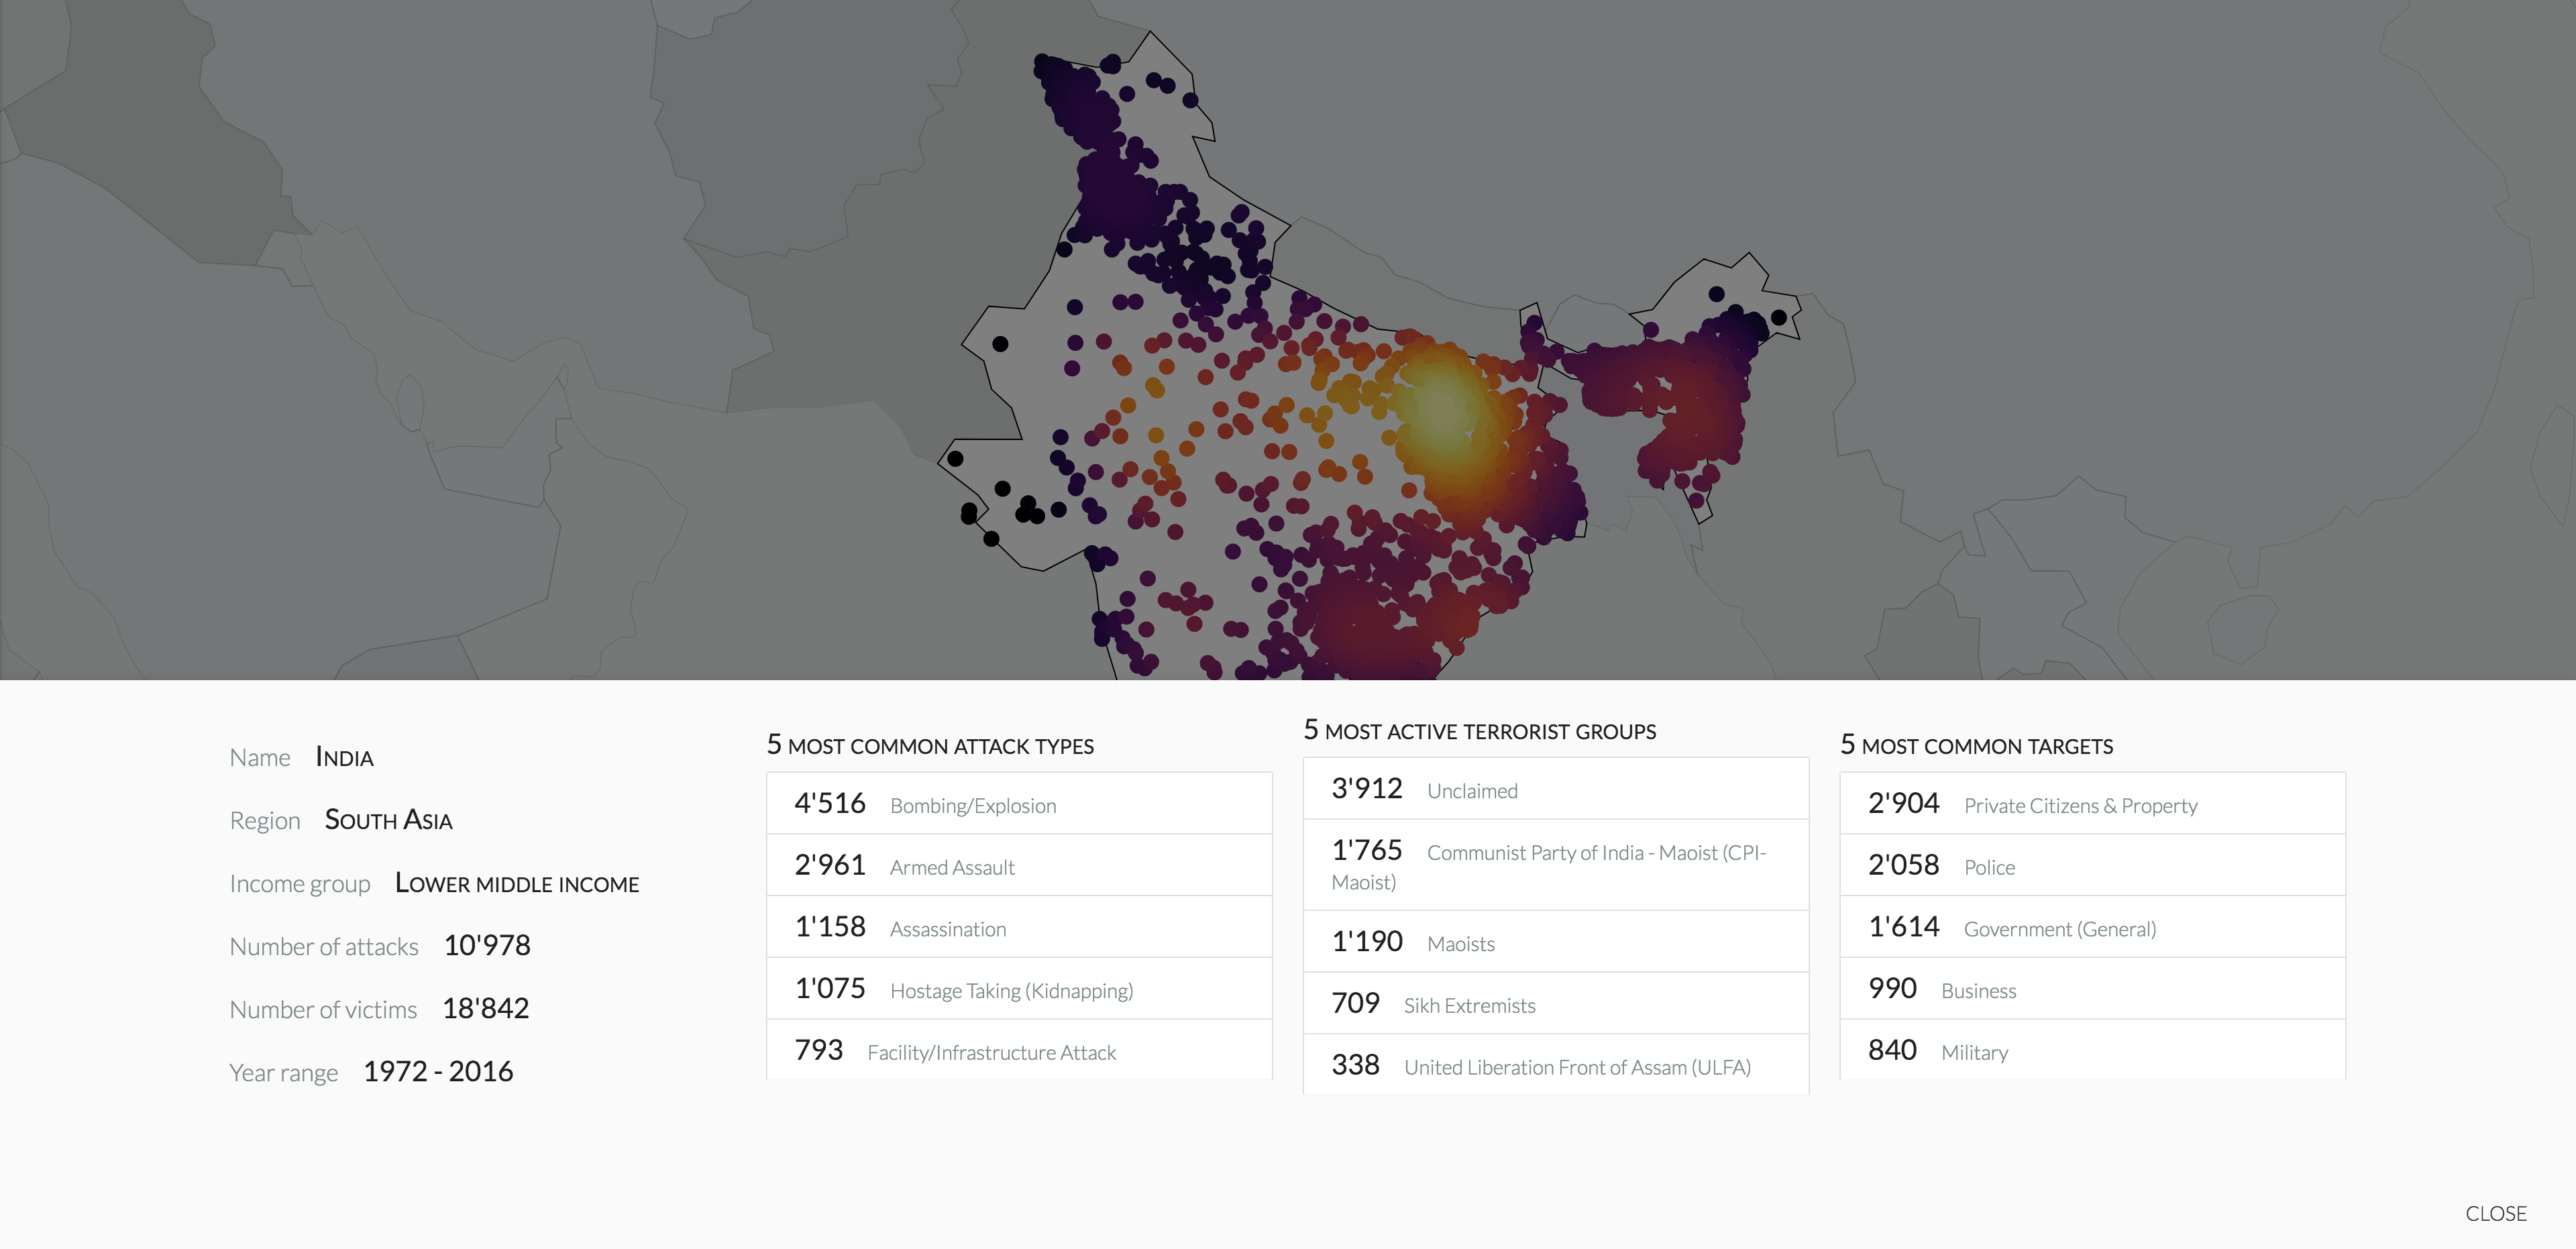 Name India
Region South Asia
Income group Lower middle income
Number of attacks 10'978
Number of victims 18'842
Year range 1972 - 2016
5 most common attack types
4'516 Bombing/Explosion
2'961 Armed Assault
1'158 Assassination
1'075 Hostage Taking (Kidnapping)
793 Facility/Infrastructure Attack
5 most active terrorist groups
3'912 Unclaimed
1'765 Communist Party of India - Maoist (CPI-
Maoist)
1'190 Maoists
709 Sikh Extremists
338 United Liberation Front of Assam (ULFA)
5 most common targets
2'904 Private Citizens & Property
2'058 Police
1'614 Government (General)
990 Business
840 Military
CLOSE